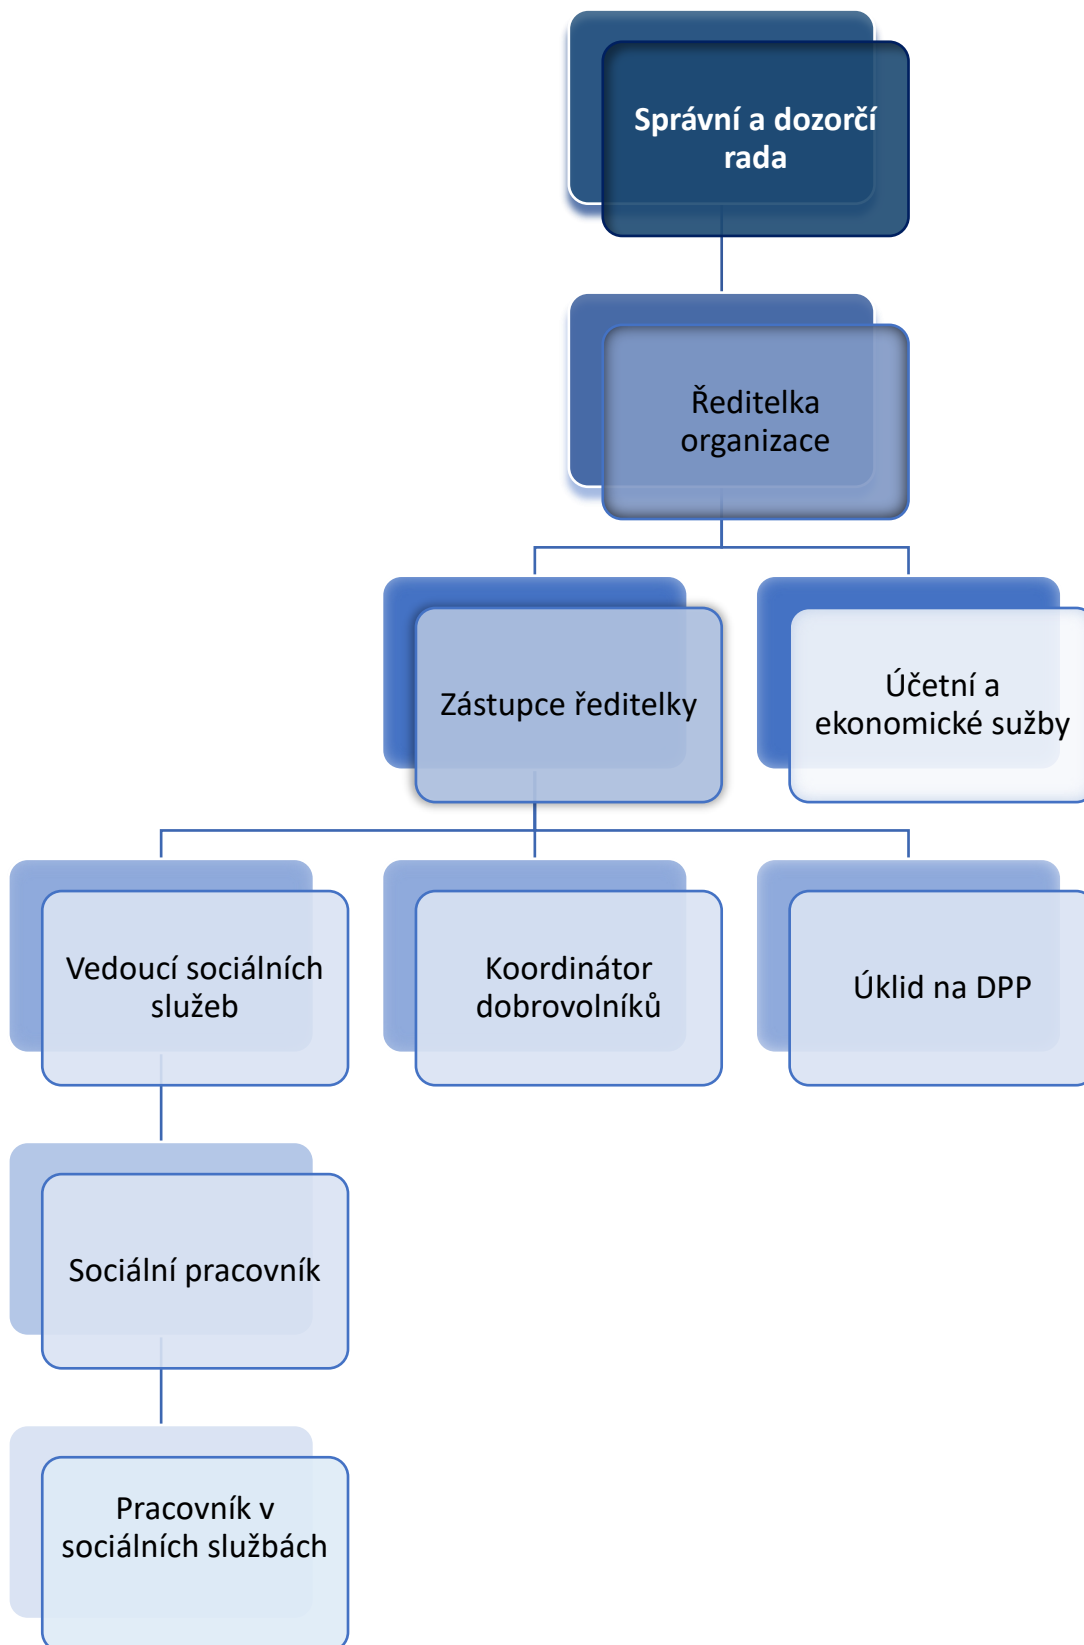 Správní a dozorčí
rada
Ředitelka
organizace
Zástupce ředitelky
Účetní a
ekonomické sužby
Vedoucí sociálních
služeb
Koordinátor
dobrovolníků
Úklid na DPP
Sociální pracovník
Pracovník v
sociálních službách